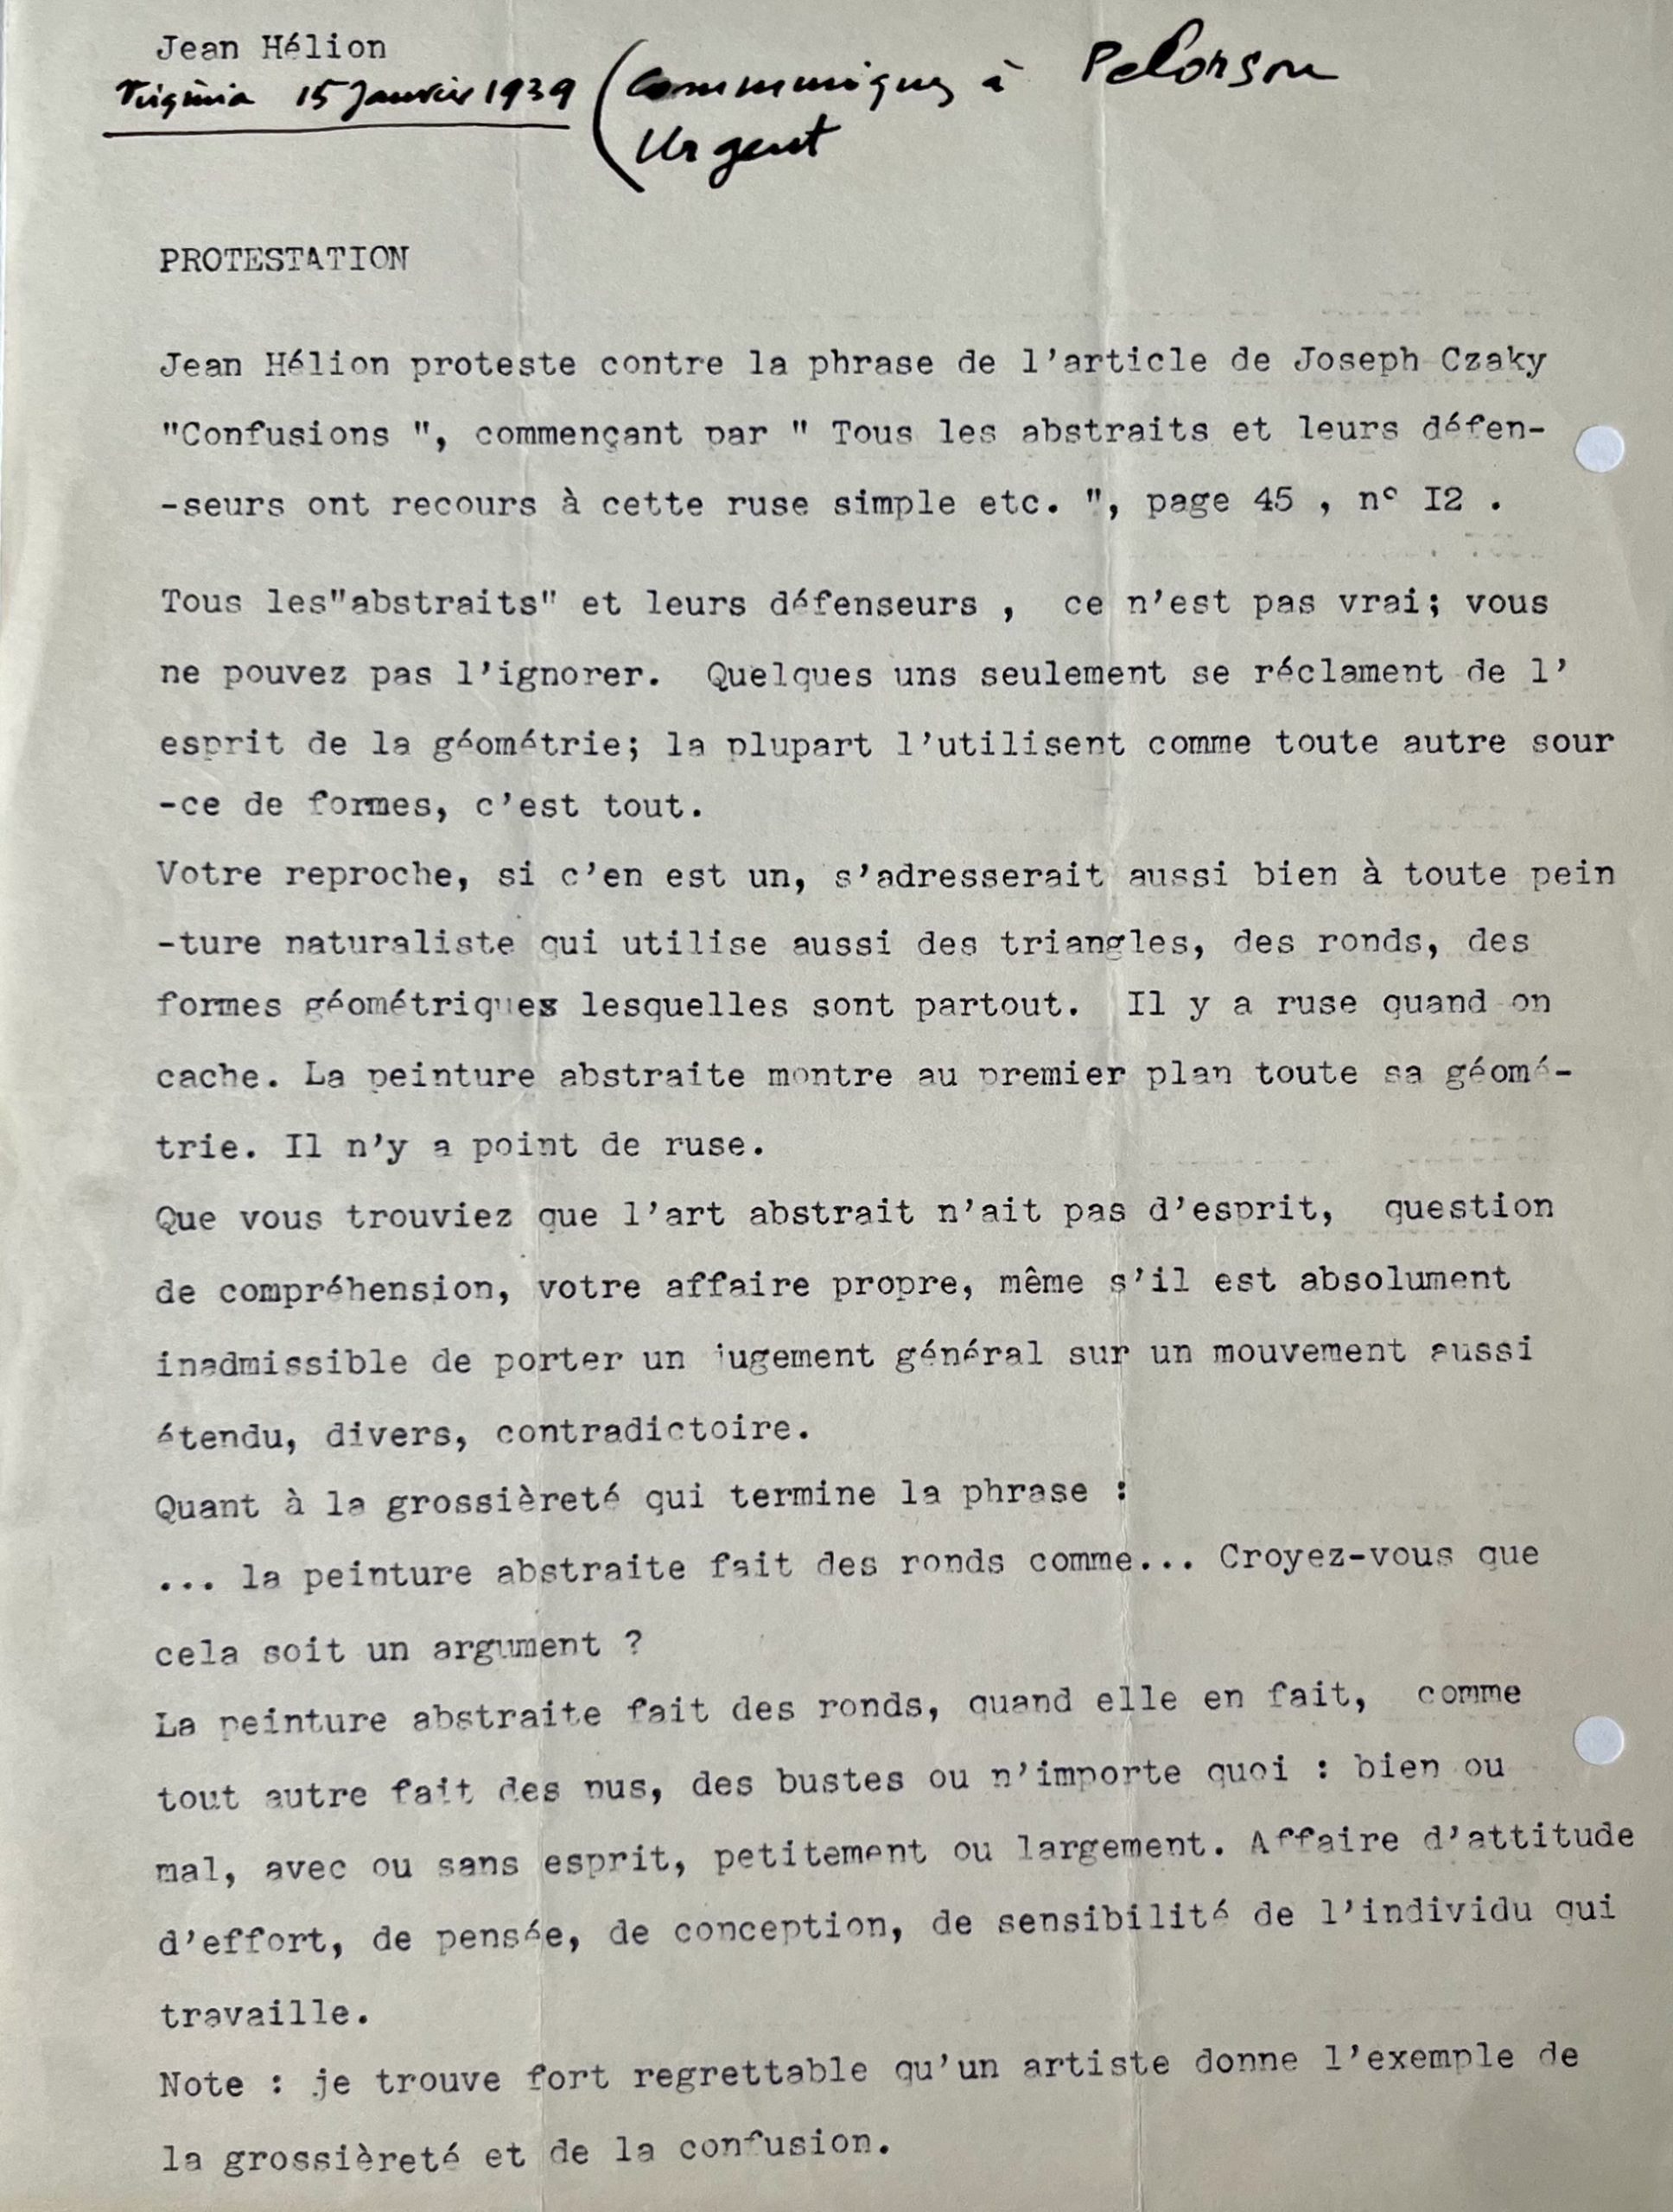 Jean Hélion
Virginia 15 Janvier 1939 (Communiquez à Pelorson
Urgent
PROTESTATION
Jean Hélion proteste contre la phrase de l'article de Joseph Czaky
"Confusions ", commençant par " Tous les abstraits et leurs défen-
-seurs ont recours à cette ruse simple etc. ", page 45 , n° I2 .
Tous les"abstraits" et leurs défenseurs , ce n'est pas vrai; vous
ne pouvez pas l'ignorer. Quelques uns seulement se réclament de l'
esprit de la géométrie; la plupart l'utilisent comme toute autre sour
-ce de formes, c'est tout.
Votre reproche, si c'en est un, s'adresserait aussi bien à toute pein
-ture naturaliste qui utilise aussi des triangles, des ronds, des
formes géométriques lesquelles sont partout. Il y a ruse quand on
cache. La peinture abstraite montre au premier plan toute sa géomé-
trie. Il n'y a point de ruse.
Que vous trouviez que l'art abstrait n'ait pas d'esprit, question
de compréhension, votre affaire propre, même s'il est absolument
inadmissible de porter un jugement général sur un mouvement aussi
étendu, divers, contradictoire.
Quant à la grossièreté qui termine la phrase :
... la peinture abstraite fait des ronds comme... Croyez-vous que
cela soit un argument ?
La peinture abstraite fait des ronds, quand elle en fait, comme
tout autre fait des nus, des bustes ou n'importe quoi : bien ou
mal, avec ou sans esprit, petitement ou largement. Affaire d'attitude
d'effort, de pensée, de conception, de sensibilité de l'individu qui
travaille.
Note : je trouve fort regrettable qu'un artiste donne l'exemple de
la grossièreté et de la confusion.